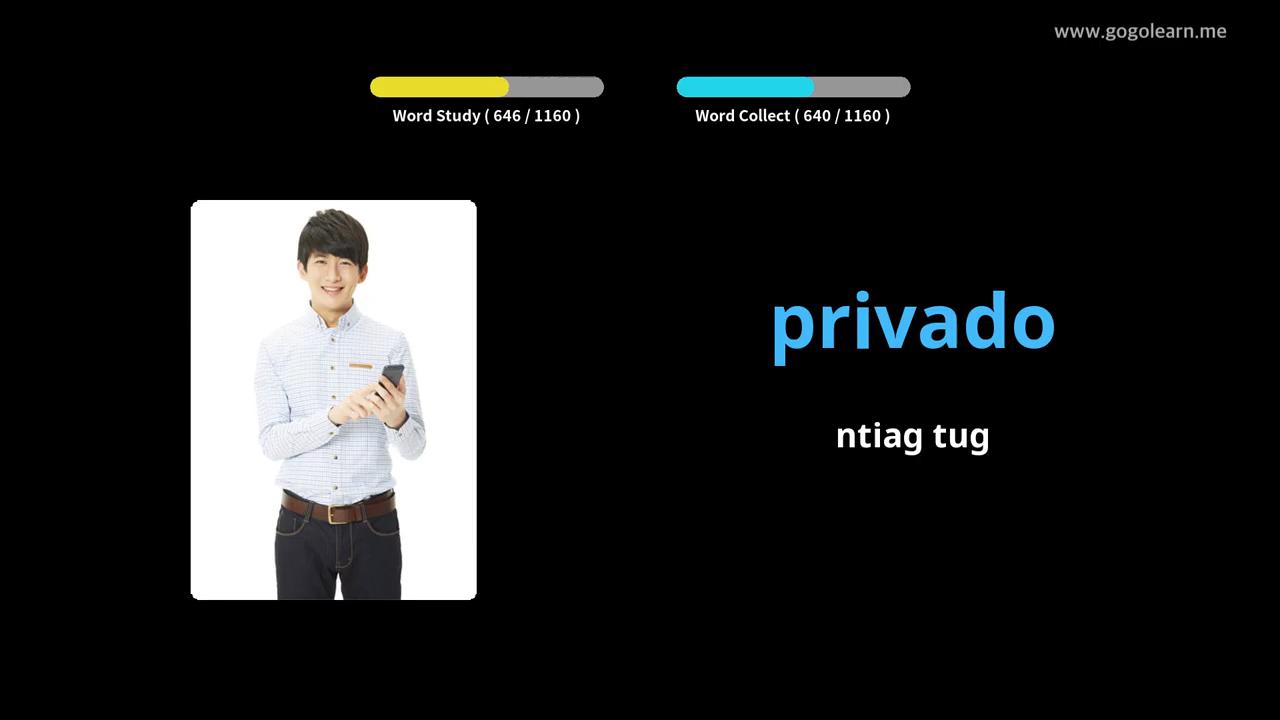 www.gogolearn.me
Word Study ( 646 / 1160 )
Word Collect ( 640 / 1160 )
privado
ntiag tug